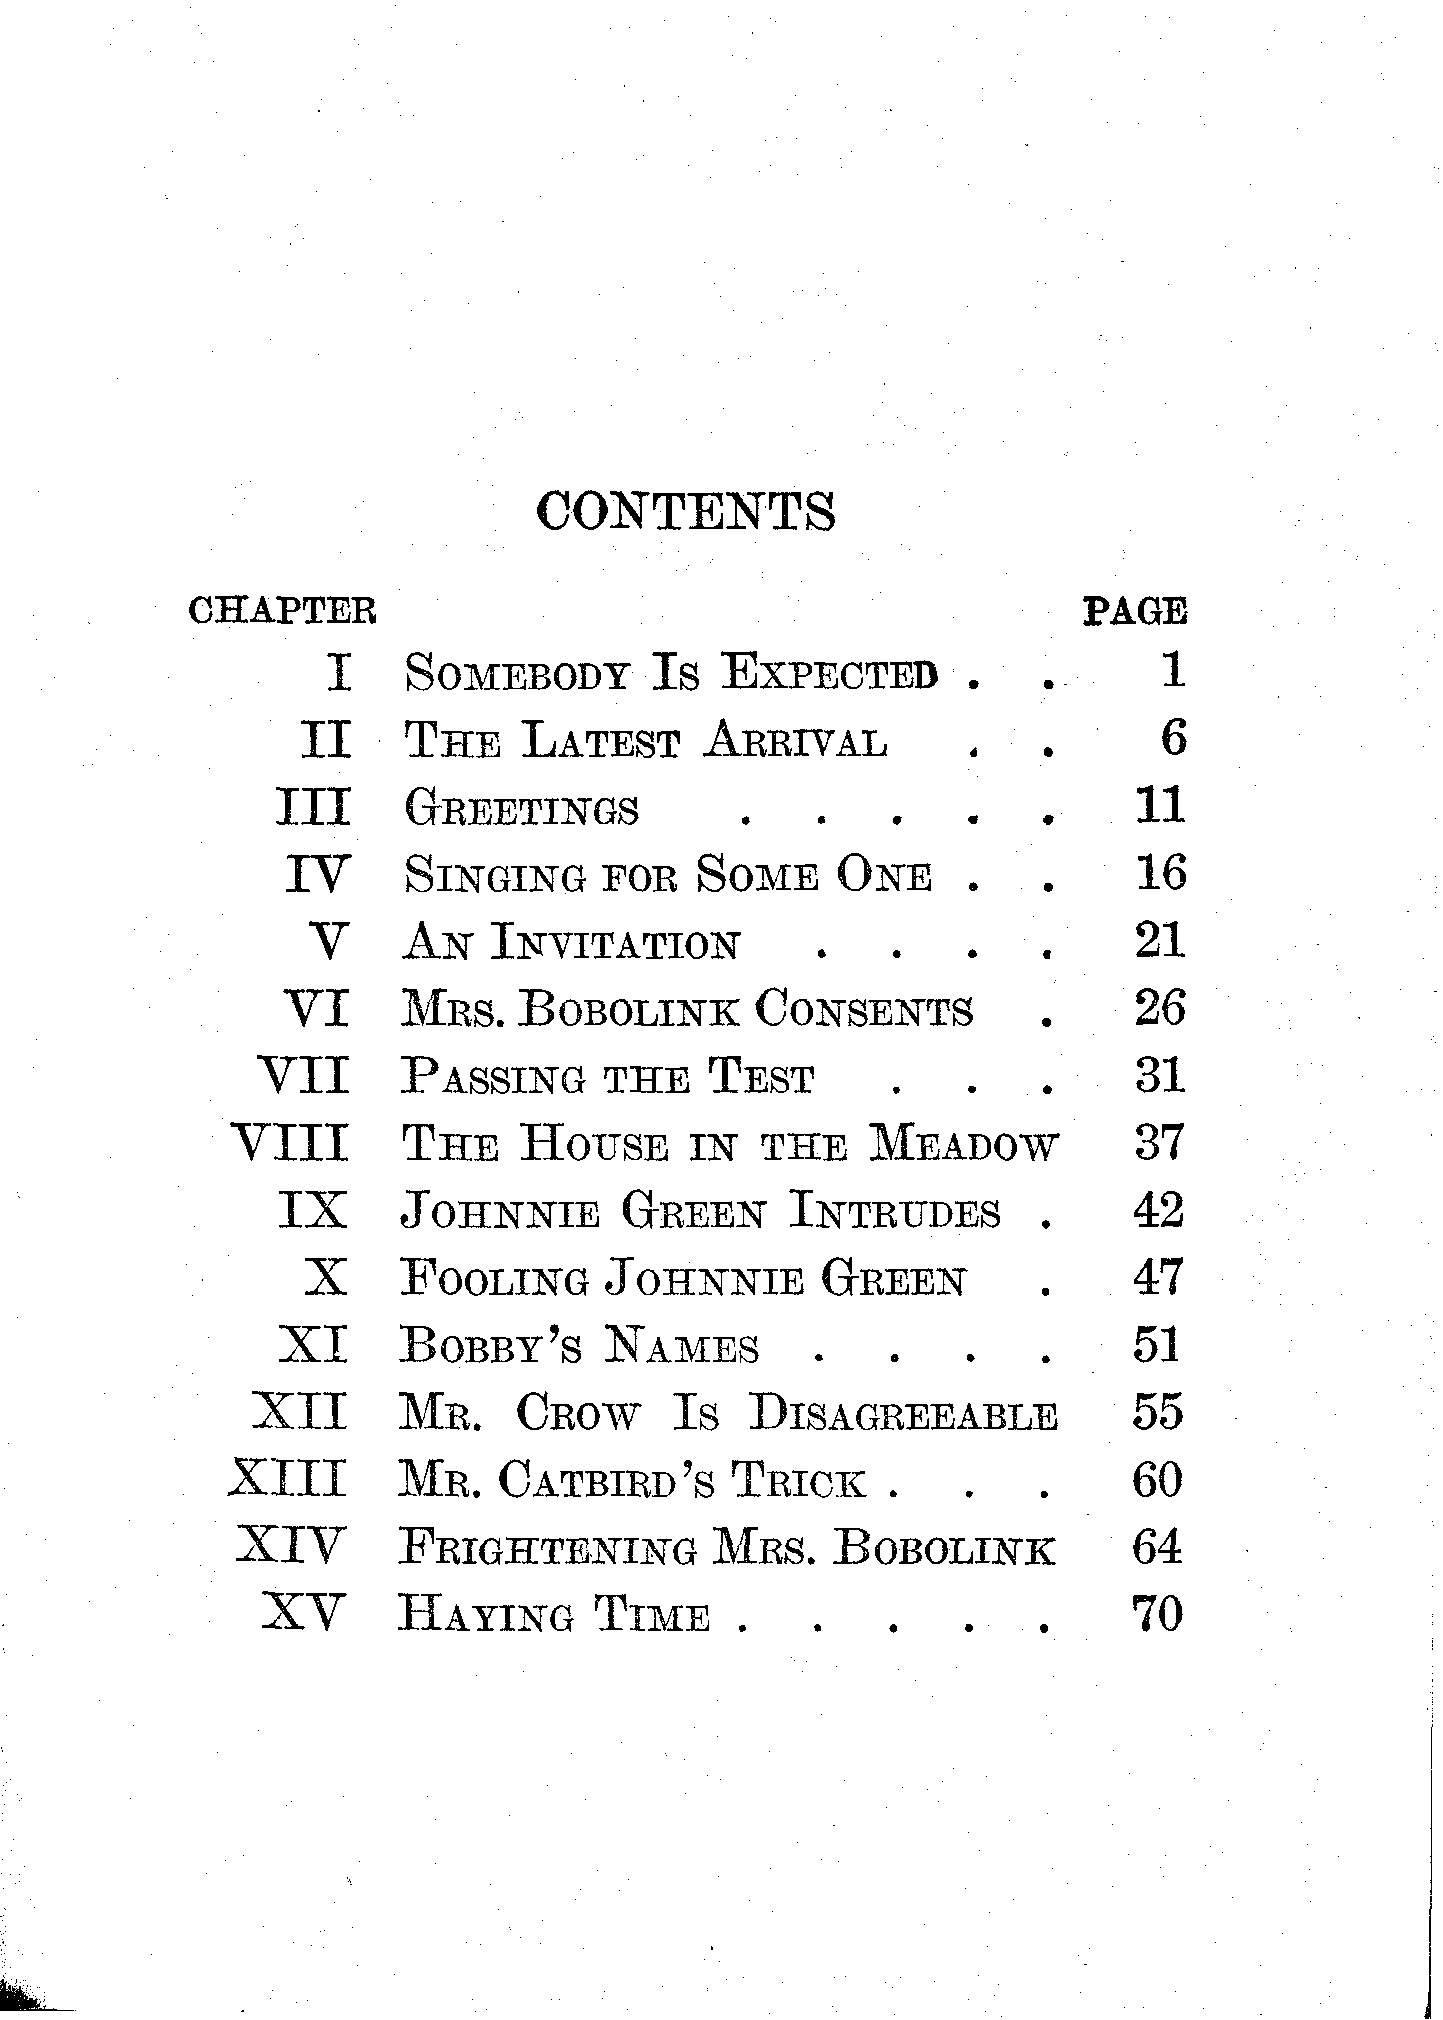 CONTENTS
CHAPTER PAGE
I Somebody Is Expected . . 1
II The Latest Arrival . . 6
III Greetings . . . . . 11
IV Singing for Some One . . 16
V An Invitation . . . . 21
VI Mrs. Bobolink Consents . 26
VII Passing the Test . . . 31
VIII The House in the Meadow 37
IX Johnnie Green Intrudes . 42
X Fooling Johnnie Green . 47
XI Bobby's Names . . . . 51
XII Mr. Crow Is Disagreeable 55
XIII Mr. Catbird's Trick . . . 60
XIV Frightening Mrs. Bobolink 64
XV Haying Time . . . . . 70